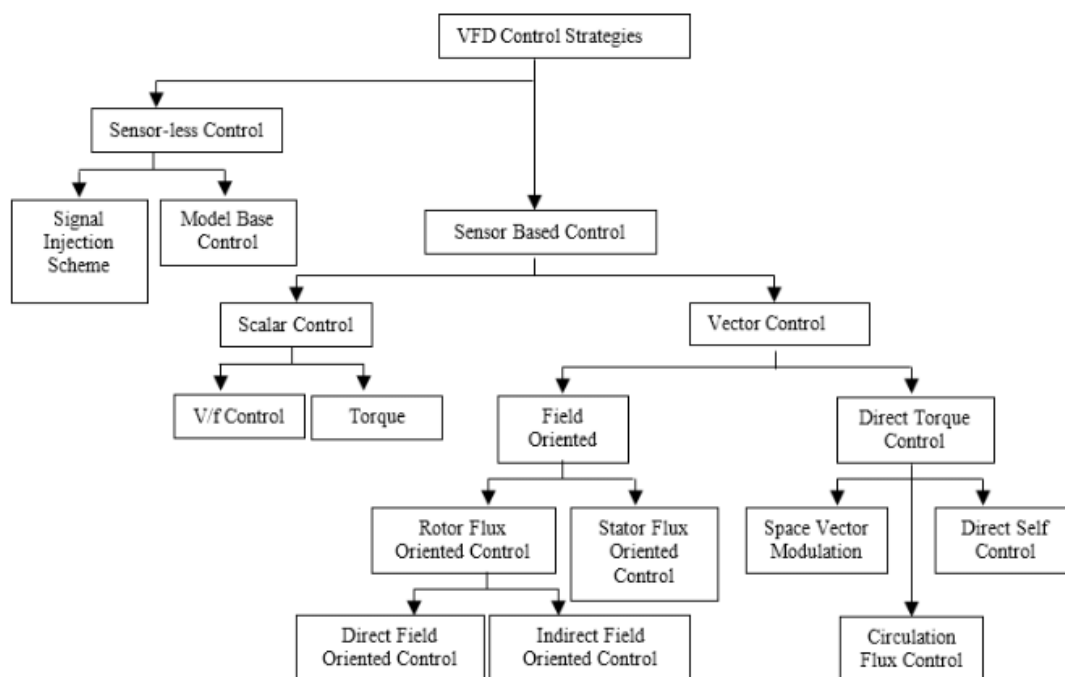 VFD Control Strategies
Sensor-less Control
Signal
Injection
Scheme
Model Base
Control
Sensor Based Control
Scalar Control
Vector Control
V/f Control
Torque
Field
Oriented
Direct Torque
Control
Rotor Flux
Oriented Control
Stator Flux
Oriented
Control
Space Vector
Modulation
Direct Self
Control
Direct Field
Oriented Control
Indirect Field
Oriented Control
Circulation
Flux Control